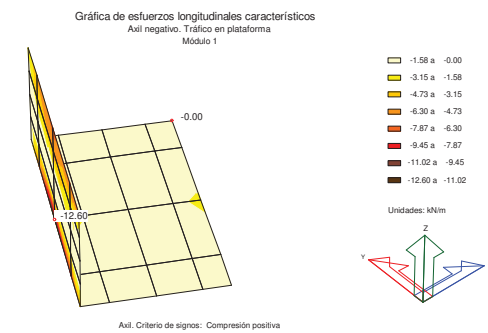 Gráfica de esfuerzos longitudinales característicos
Axil negativo. Tráfico en plataforma
Módulo 1
-0.00
-12.60
-1.58 a -0.00
-3.15 a -1.58
-4.73 a -3.15
-6.30 a -4.73
-7.87 a -6.30
-9.45 a -7.87
-11.02 a -9.45
-12.60 a -11.02
Unidades: kN/m
Z
Y
Axil. Criterio de signos: Compresión positiva